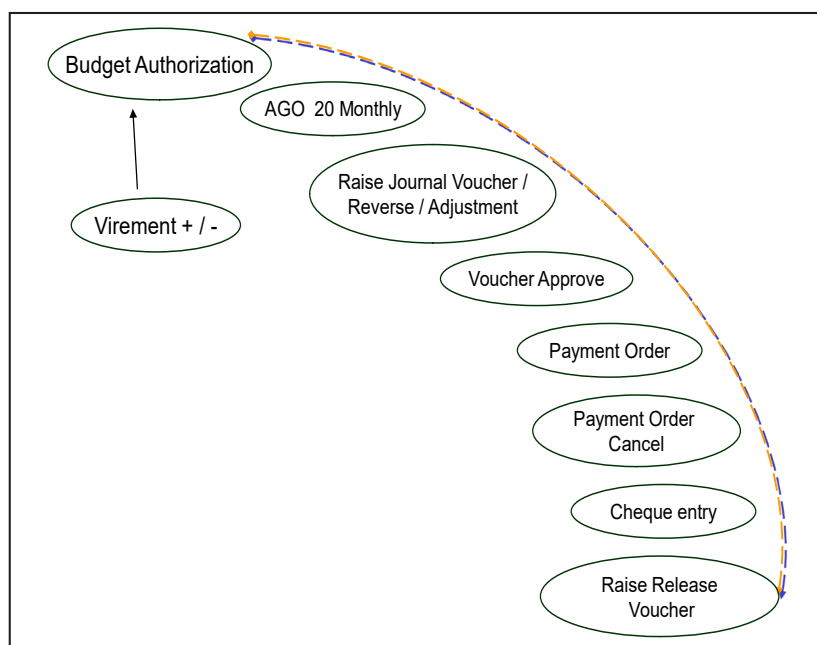 Budget Authorization
AGO 20 Monthly
Raise Journal Voucher /
Reverse / Adjustment
Virement + / -
Voucher Approve
Payment Order
Payment Order
Cancel
Cheque entry
Raise Release
Voucher